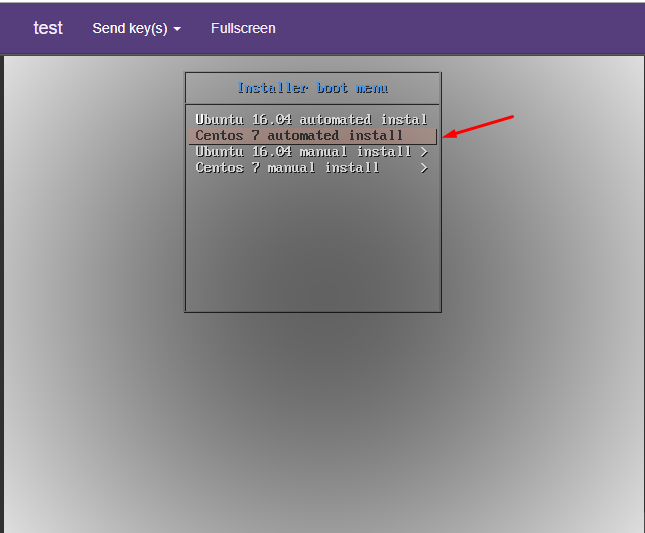 test Send key(s) Fullscreen
Installer boot menu
Ubuntu 16.04 automated instal
Centos 7 automated install
Ubuntu 16.04 manual install >
Centos 7 manual install >